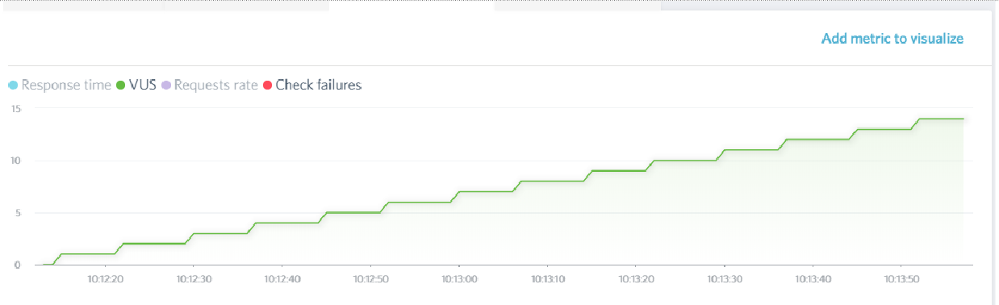 Add metric to visualize
Response time VUS Requests rate Check failures
15
10
5
0
10:12:20 10:12:30 10:12:40 10:12:50 10:13:00 10:13:10 10:13:20 10:13:30 10:13:40 10:13:50